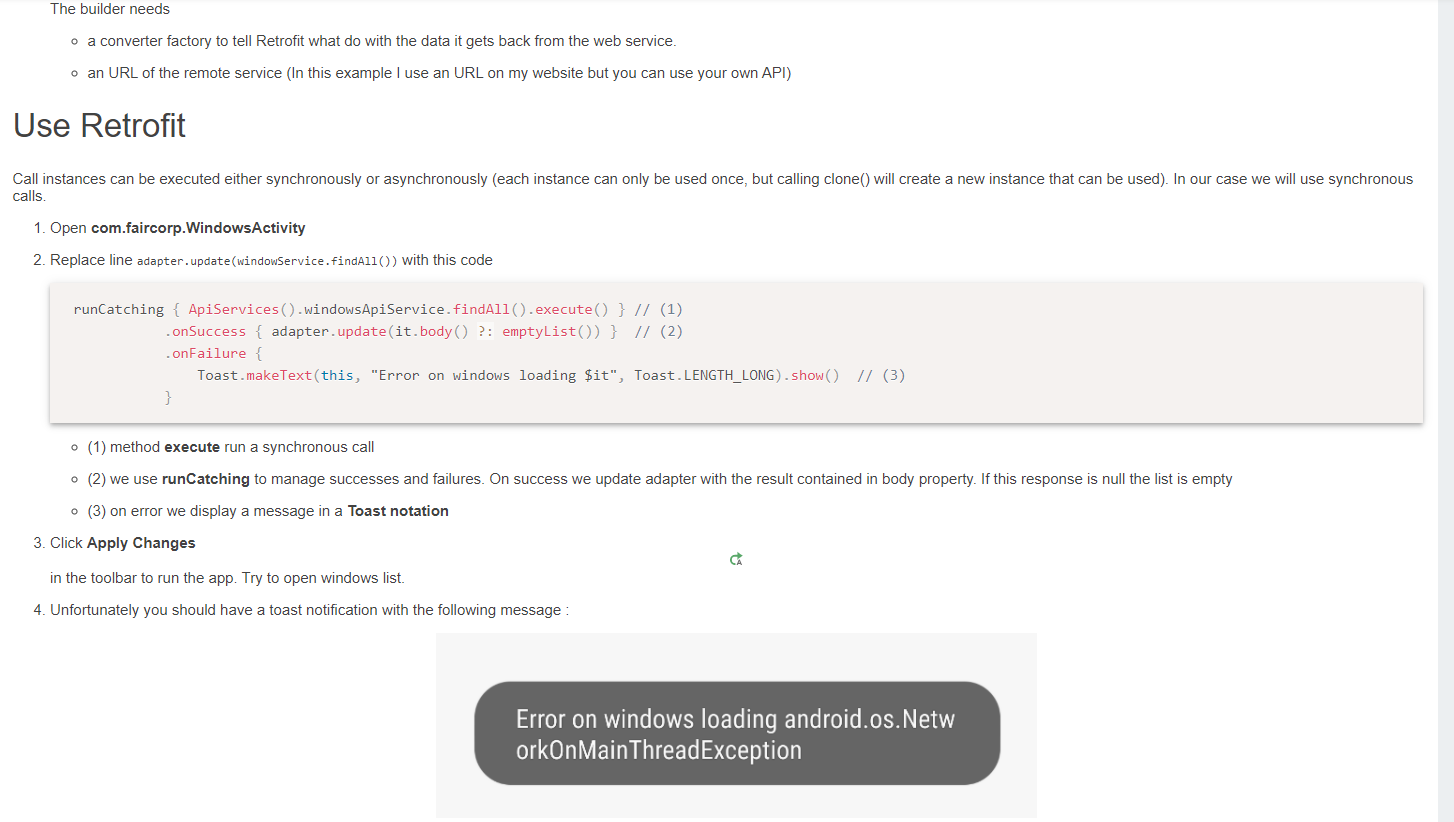 The builder needs
a converter factory to tell Retrofit what do with the data it gets back from the web service.
an URL of the remote service (In this example I use an URL on my website but you can use your own API)
Use Retrofit
Call instances can be executed either synchronously or asynchronously (each instance can only be used once, but calling clone() will create a new instance that can be used). In our case we will use synchronous
calls.
1. Open com.faircorp.WindowsActivity
2. Replace line adapter.update(windowService.findAll()) with this code
runCatching { ApiServices().windowsApiService.findAll().execute() } // (1)
.onSuccess { adapter.update(it.body() ?: emptyList()) }  // (2)
.onFailure {
Toast.makeText(this, "Error on windows loading $it", Toast.LENGTH_LONG).show()  // (3)
}
(1) method execute run a synchronous call
(2) we use runCatching to manage successes and failures. On success we update adapter with the result contained in body property. If this response is null the list is empty
(3) on error we display a message in a Toast notation
3. Click Apply Changes
A
in the toolbar to run the app. Try to open windows list.
4. Unfortunately you should have a toast notification with the following message :
Error on windows loading android.os.Netw
orkOnMainThreadException